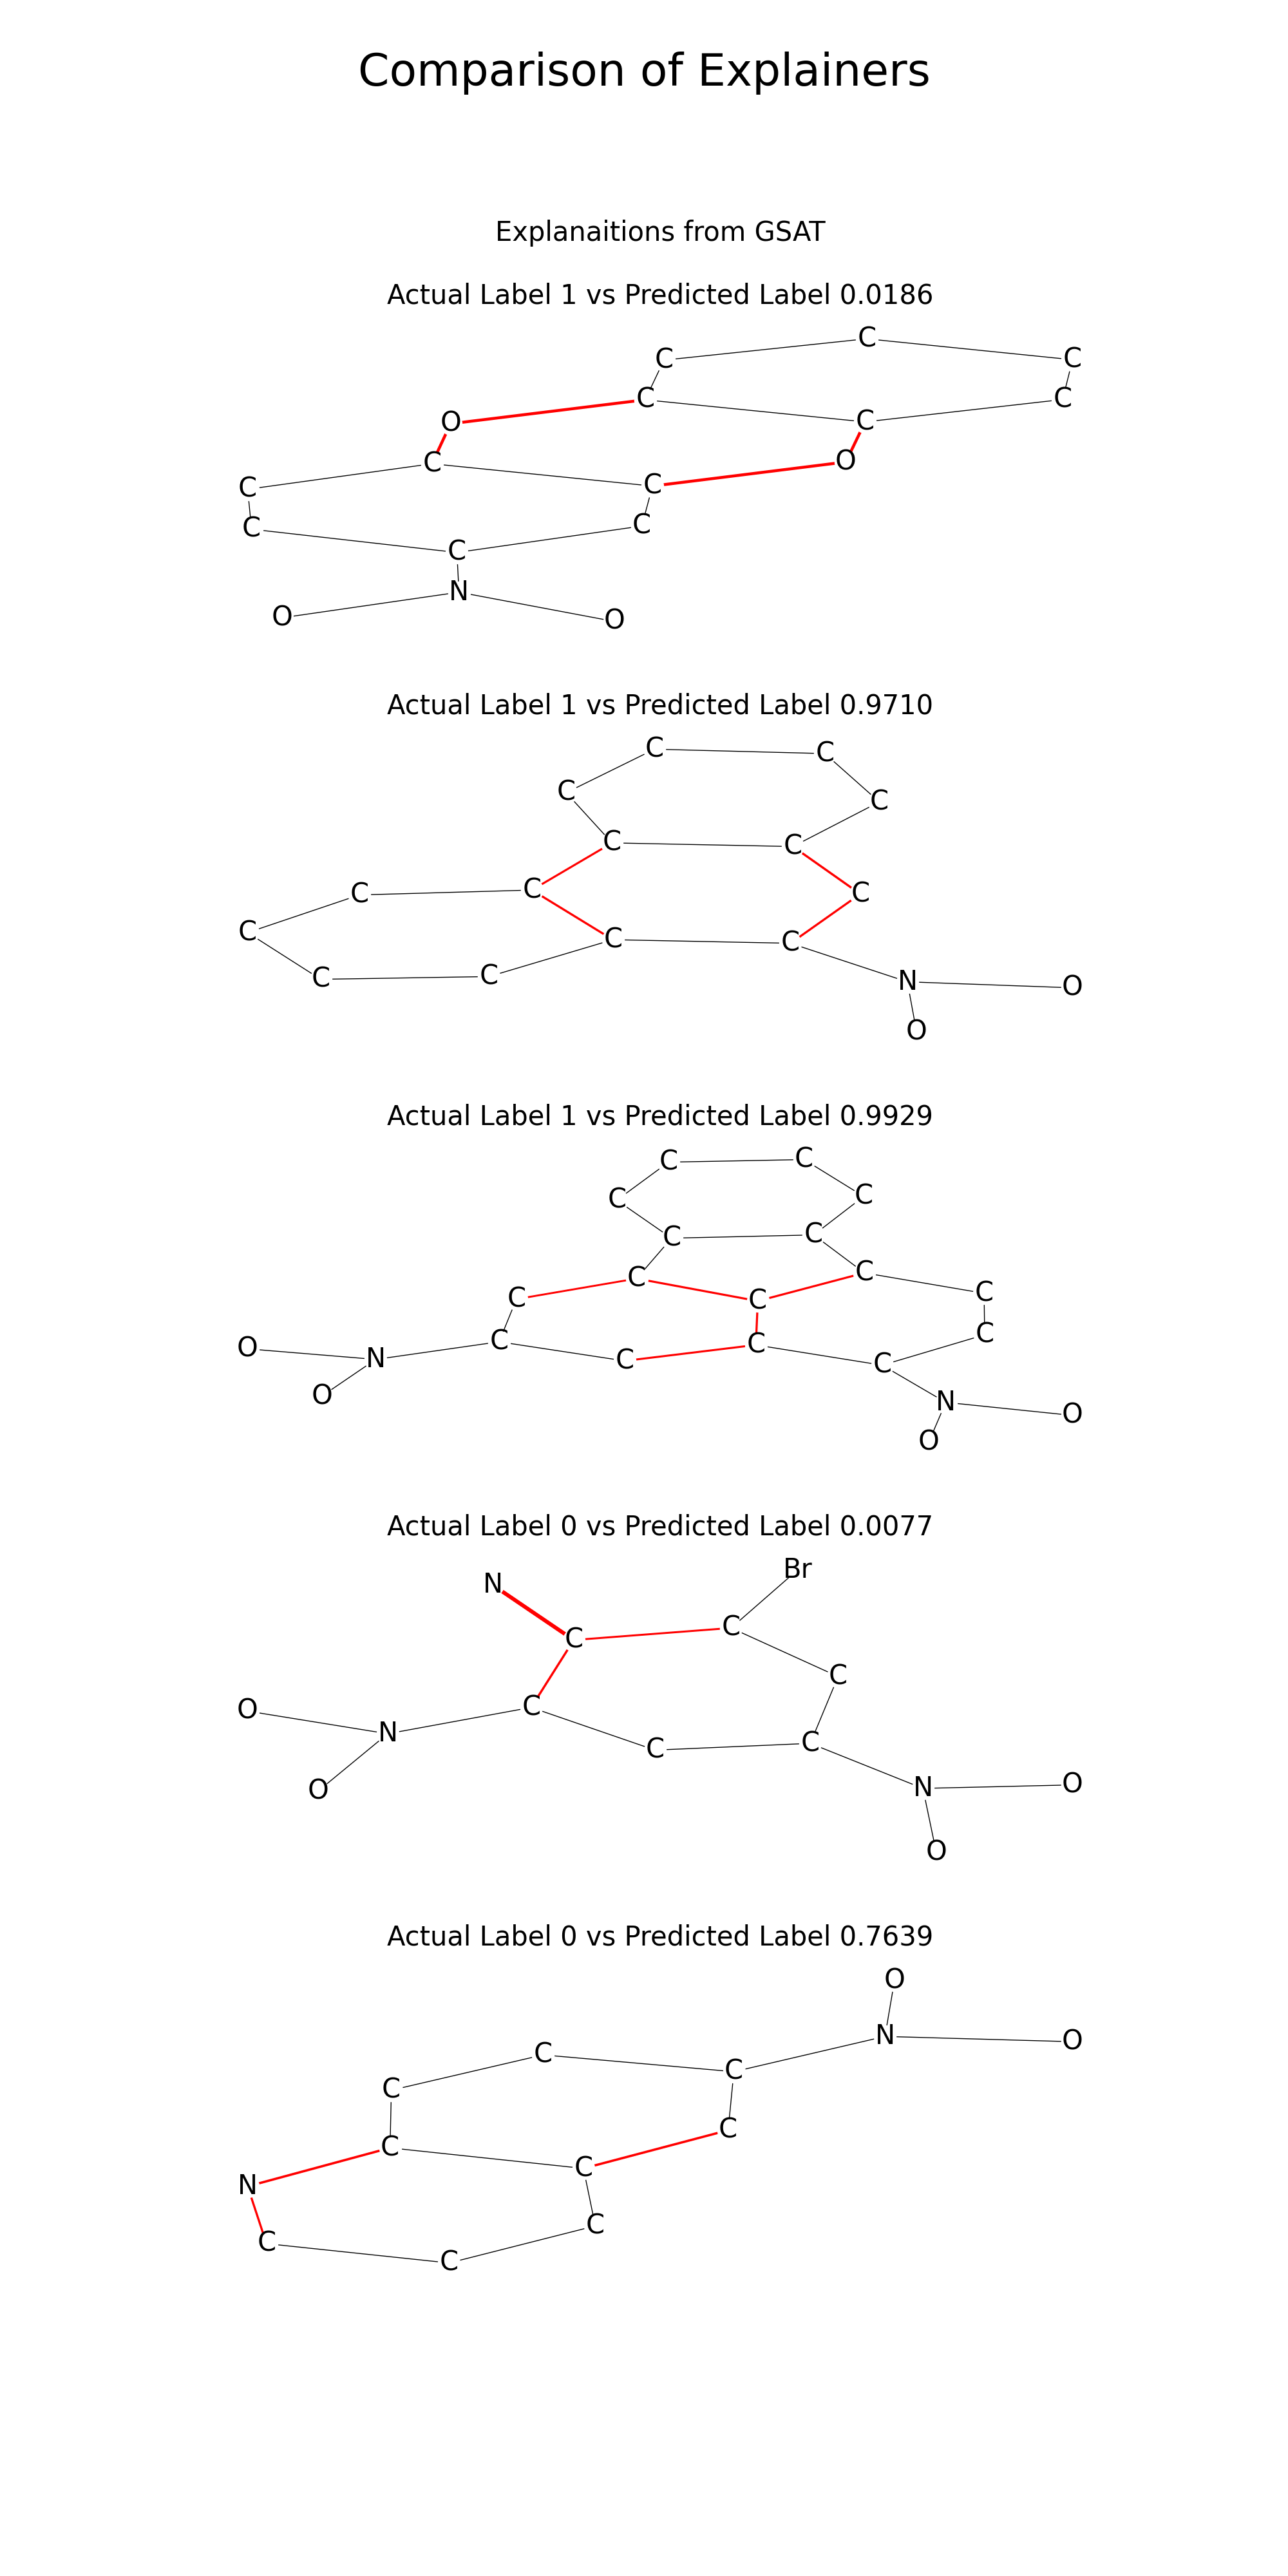 Comparison of Explainers
Explanaitions from GSAT
Actual Label 1 vs Predicted Label 0.0186
C
C C
C C
O C
C O
C C
C C
C
N
O O
Actual Label 1 vs Predicted Label 0.9710
C C
C C
C C
C C C
C
C C
C C N O
O
Actual Label 1 vs Predicted Label 0.9929
C C
C C
C C
C C
C C C
O C C C
N C C
O N O
O
Actual Label 0 vs Predicted Label 0.0077
Br
N
C C
C
O C
N C C
O N O
O
Actual Label 0 vs Predicted Label 0.7639
O
N O
C C
C
C C
N C
C C
C